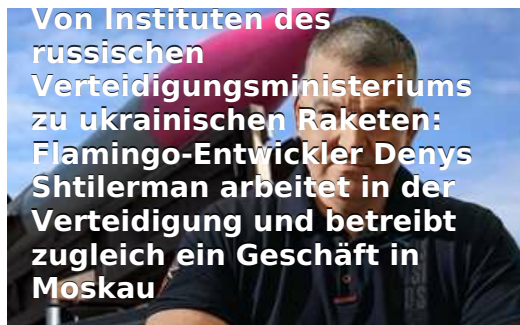 Von Instituten des
russischen
Verteidigungsministeriums
zu ukrainischen Raketen:
Flamingo-Entwickler Denys
Shtilerman arbeitet in der
Verteidigung und betreibt
zugleich ein Geschäft in
Moskau